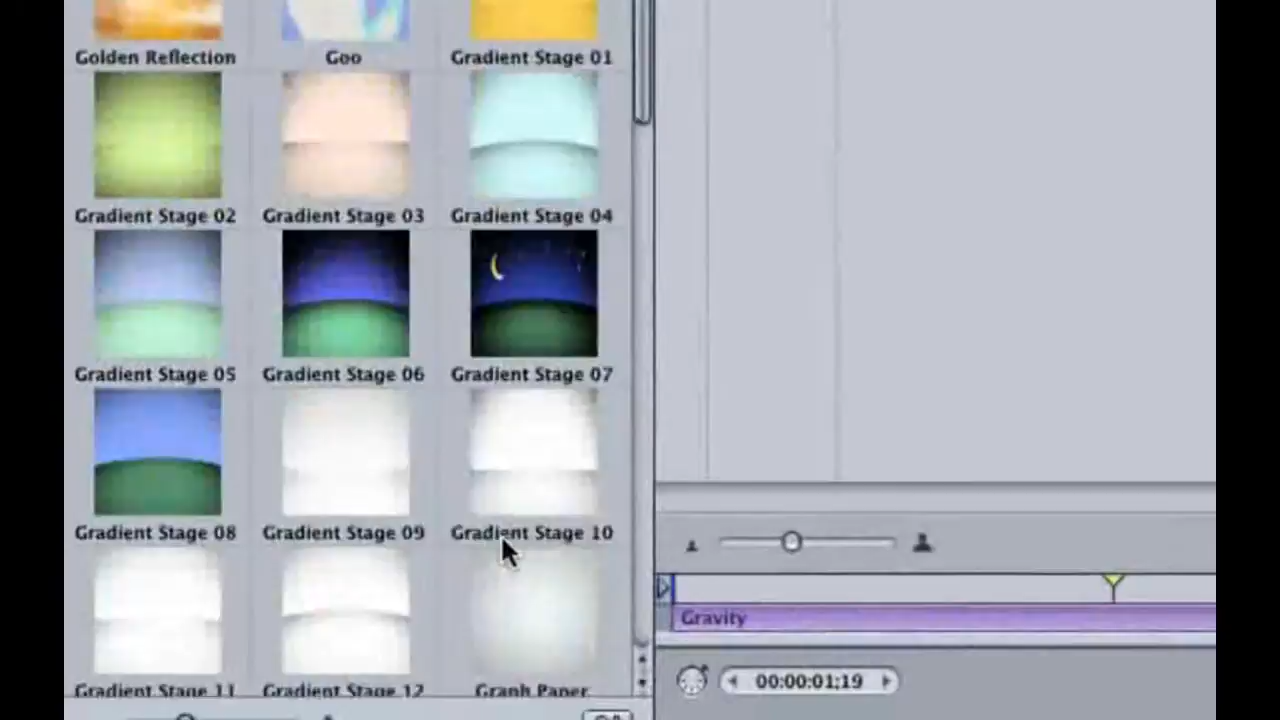 Golden Reflection
Goo
Gradient Stage 01
Gradient Stage 02
Gradient Stage 03
Gradient Stage 04
Gradient Stage 05
Gradient Stage 06
Gradient Stage 07
Gradient Stage 08
Gradient Stage 09
Gradient Stage 10
Gradient Stage 11
Gradient Stage 12
Graph Paper
Gravity
00:00:01;19